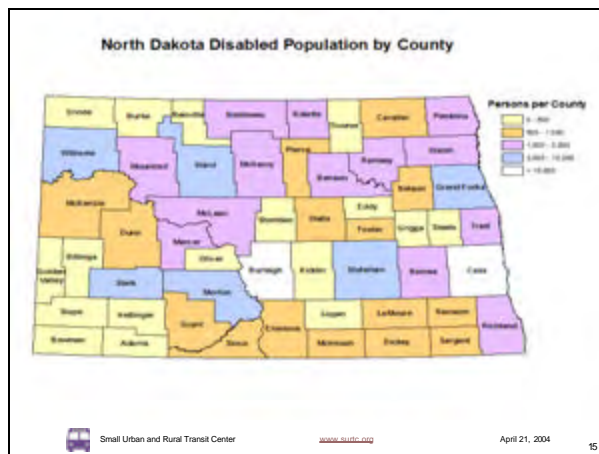 North Dakota Disabled Population by County
Persons per County
Divide
Burke
Renville
Bottineau
Rolette
Towner
Cavalier
Pembina
Williams
Mountrail
Ward
McHenry
Pierce
Benson
Ramsey
Walsh
Nelson
Grand Forks
McKenzie
Dunn
McLean
Mercer
Oliver
Sheridan
Wells
Eddy
Foster
Griggs
Steele
Traill
Billings
Golden
Valley
Stark
Morton
Burleigh
Kidder
Stutsman
Barnes
Cass
Slope
Hettinger
Grant
Sioux
Emmons
Logan
LaMoure
Ransom
Richland
Bowman
Adams
McIntosh
Dickey
Sargent
Small Urban and Rural Transit Center
www.surtc.org
April 21, 2004
15